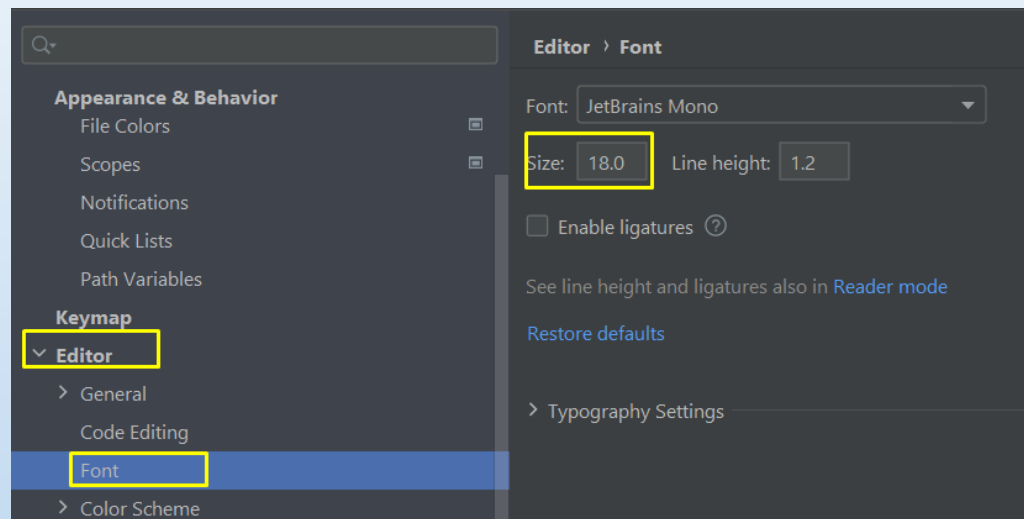 Appearance & Behavior
File Colors
Scopes
Notifications
Quick Lists
Path Variables
Keymap
Editor
General
Code Editing
Font
Color Scheme
Editor › Font
Font: JetBrains Mono
Size: 18.0 Line height: 1.2
Enable ligatures ?
See line height and ligatures also in Reader mode
Restore defaults
Typography Settings